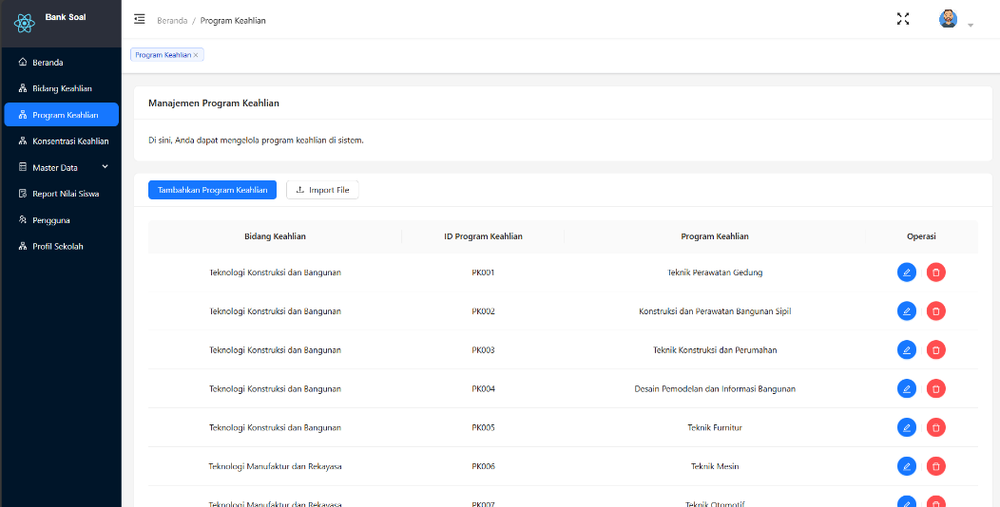 Bank Soal
Beranda / Program Keahlian
Program Keahlian ×
Beranda
Bidang Keahlian
Program Keahlian
Konsentrasi Keahlian
Master Data
Report Nilai Siswa
Pengguna
Profil Sekolah
Manajemen Program Keahlian
Di sini, Anda dapat mengelola program keahlian di sistem.
Tambahkan Program Keahlian Import File
Bidang Keahlian ID Program Keahlian Program Keahlian Operasi
Teknologi Konstruksi dan Bangunan PK001 Teknik Perawatan Gedung
Teknologi Konstruksi dan Bangunan PK002 Konstruksi dan Perawatan Bangunan Sipil
Teknologi Konstruksi dan Bangunan PK003 Teknik Konstruksi dan Perumahan
Teknologi Konstruksi dan Bangunan PK004 Desain Pemodelan dan Informasi Bangunan
Teknologi Konstruksi dan Bangunan PK005 Teknik Furnitur
Teknologi Manufaktur dan Rekayasa PK006 Teknik Mesin
Teknologi Manufaktur dan Rekayasa PK007 Teknik Otomotif